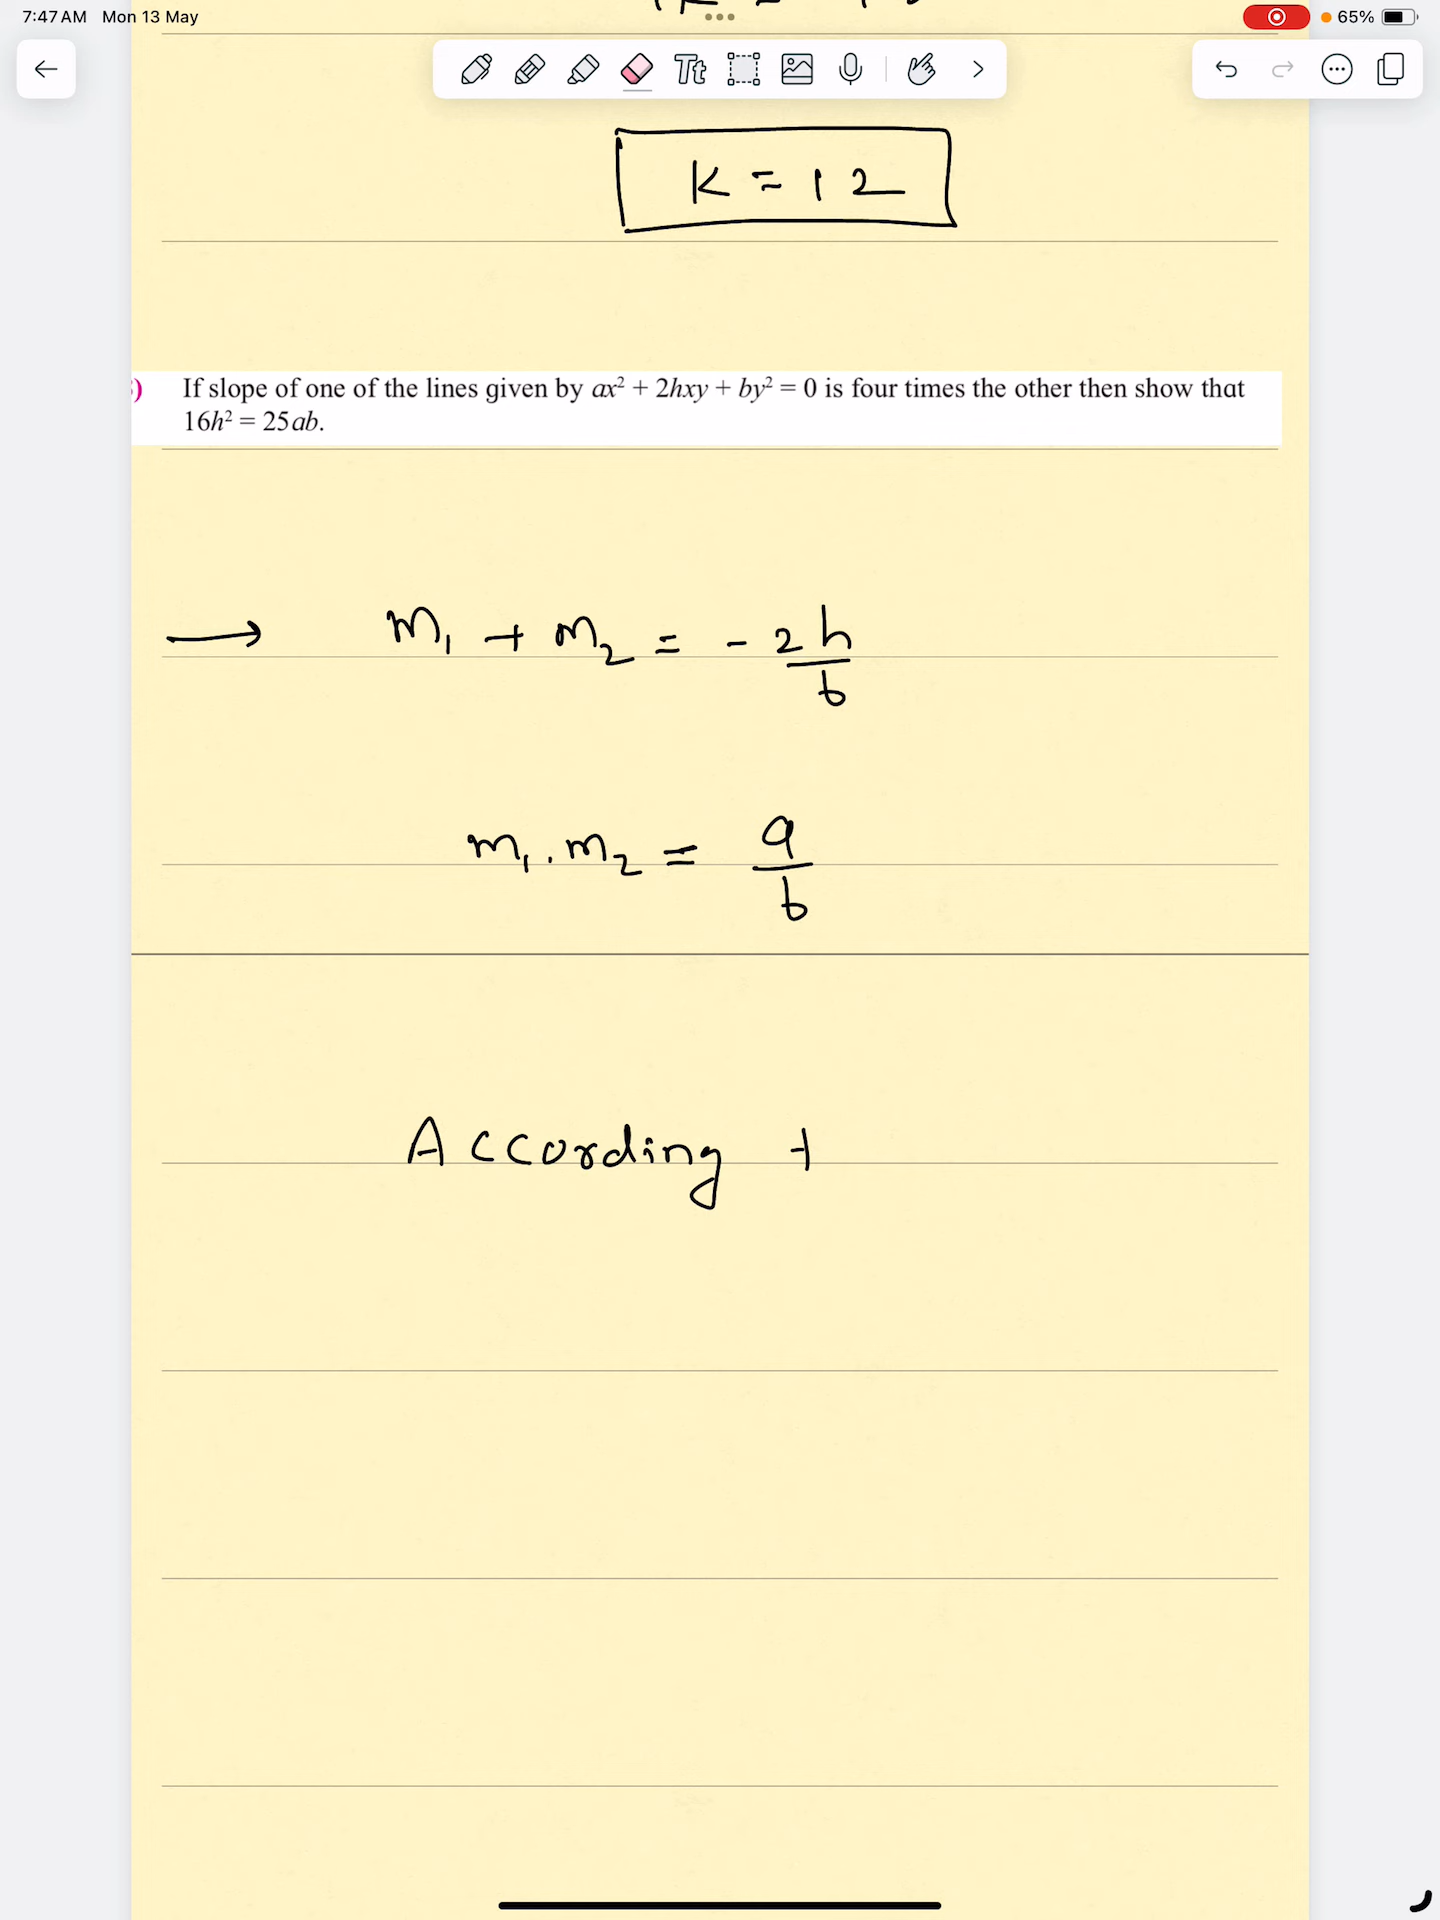 7:47 AM Mon 13 May
65%
Tt
K = 12
) If slope of one of the lines given by ax² + 2hxy + by² = 0 is four times the other then show that
16h² = 25ab.
→ m₁ + m₂ = - 2h/b
m₁ . m₂ = a/b
According t